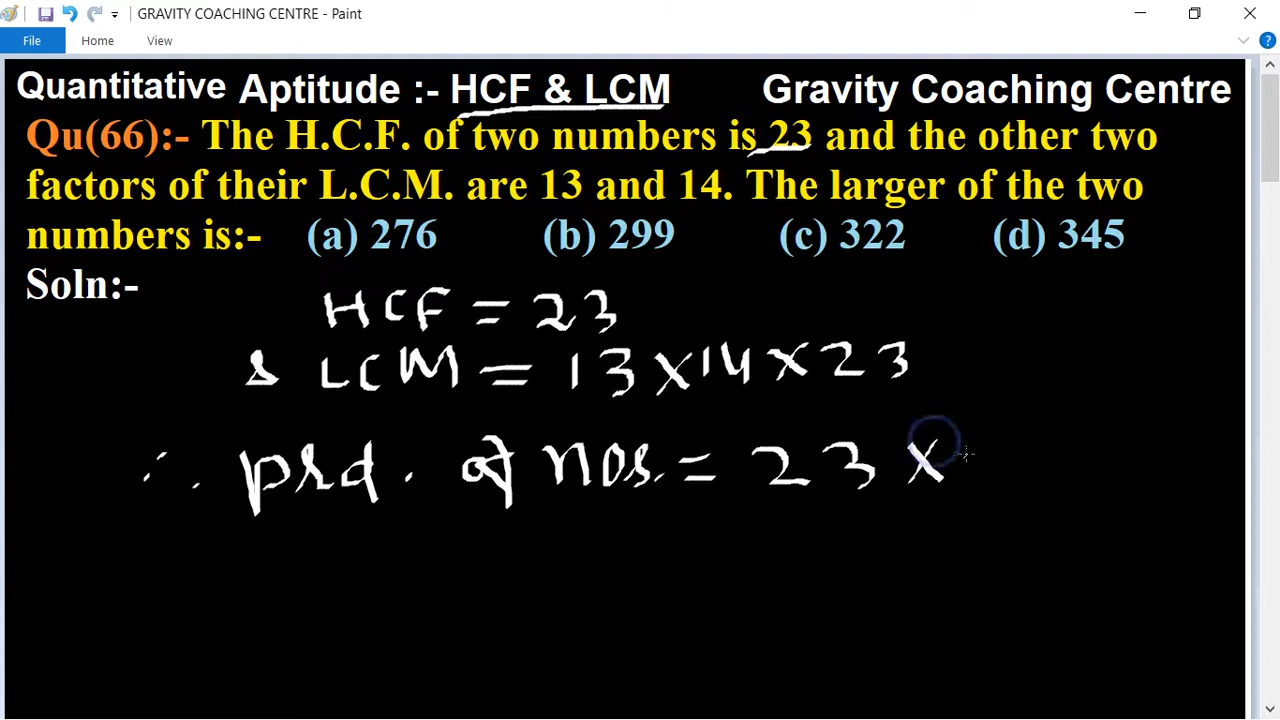 GRAVITY COACHING CENTRE - Paint
File Home View
Quantitative Aptitude :- HCF & LCM Gravity Coaching Centre
Qu(66):- The H.C.F. of two numbers is 23 and the other two
factors of their L.C.M. are 13 and 14. The larger of the two
numbers is:- (a) 276 (b) 299 (c) 322 (d) 345
Soln:-
HCF = 23
& LCM = 13 x 14 x 23
∴ prd. of nos. = 23 x